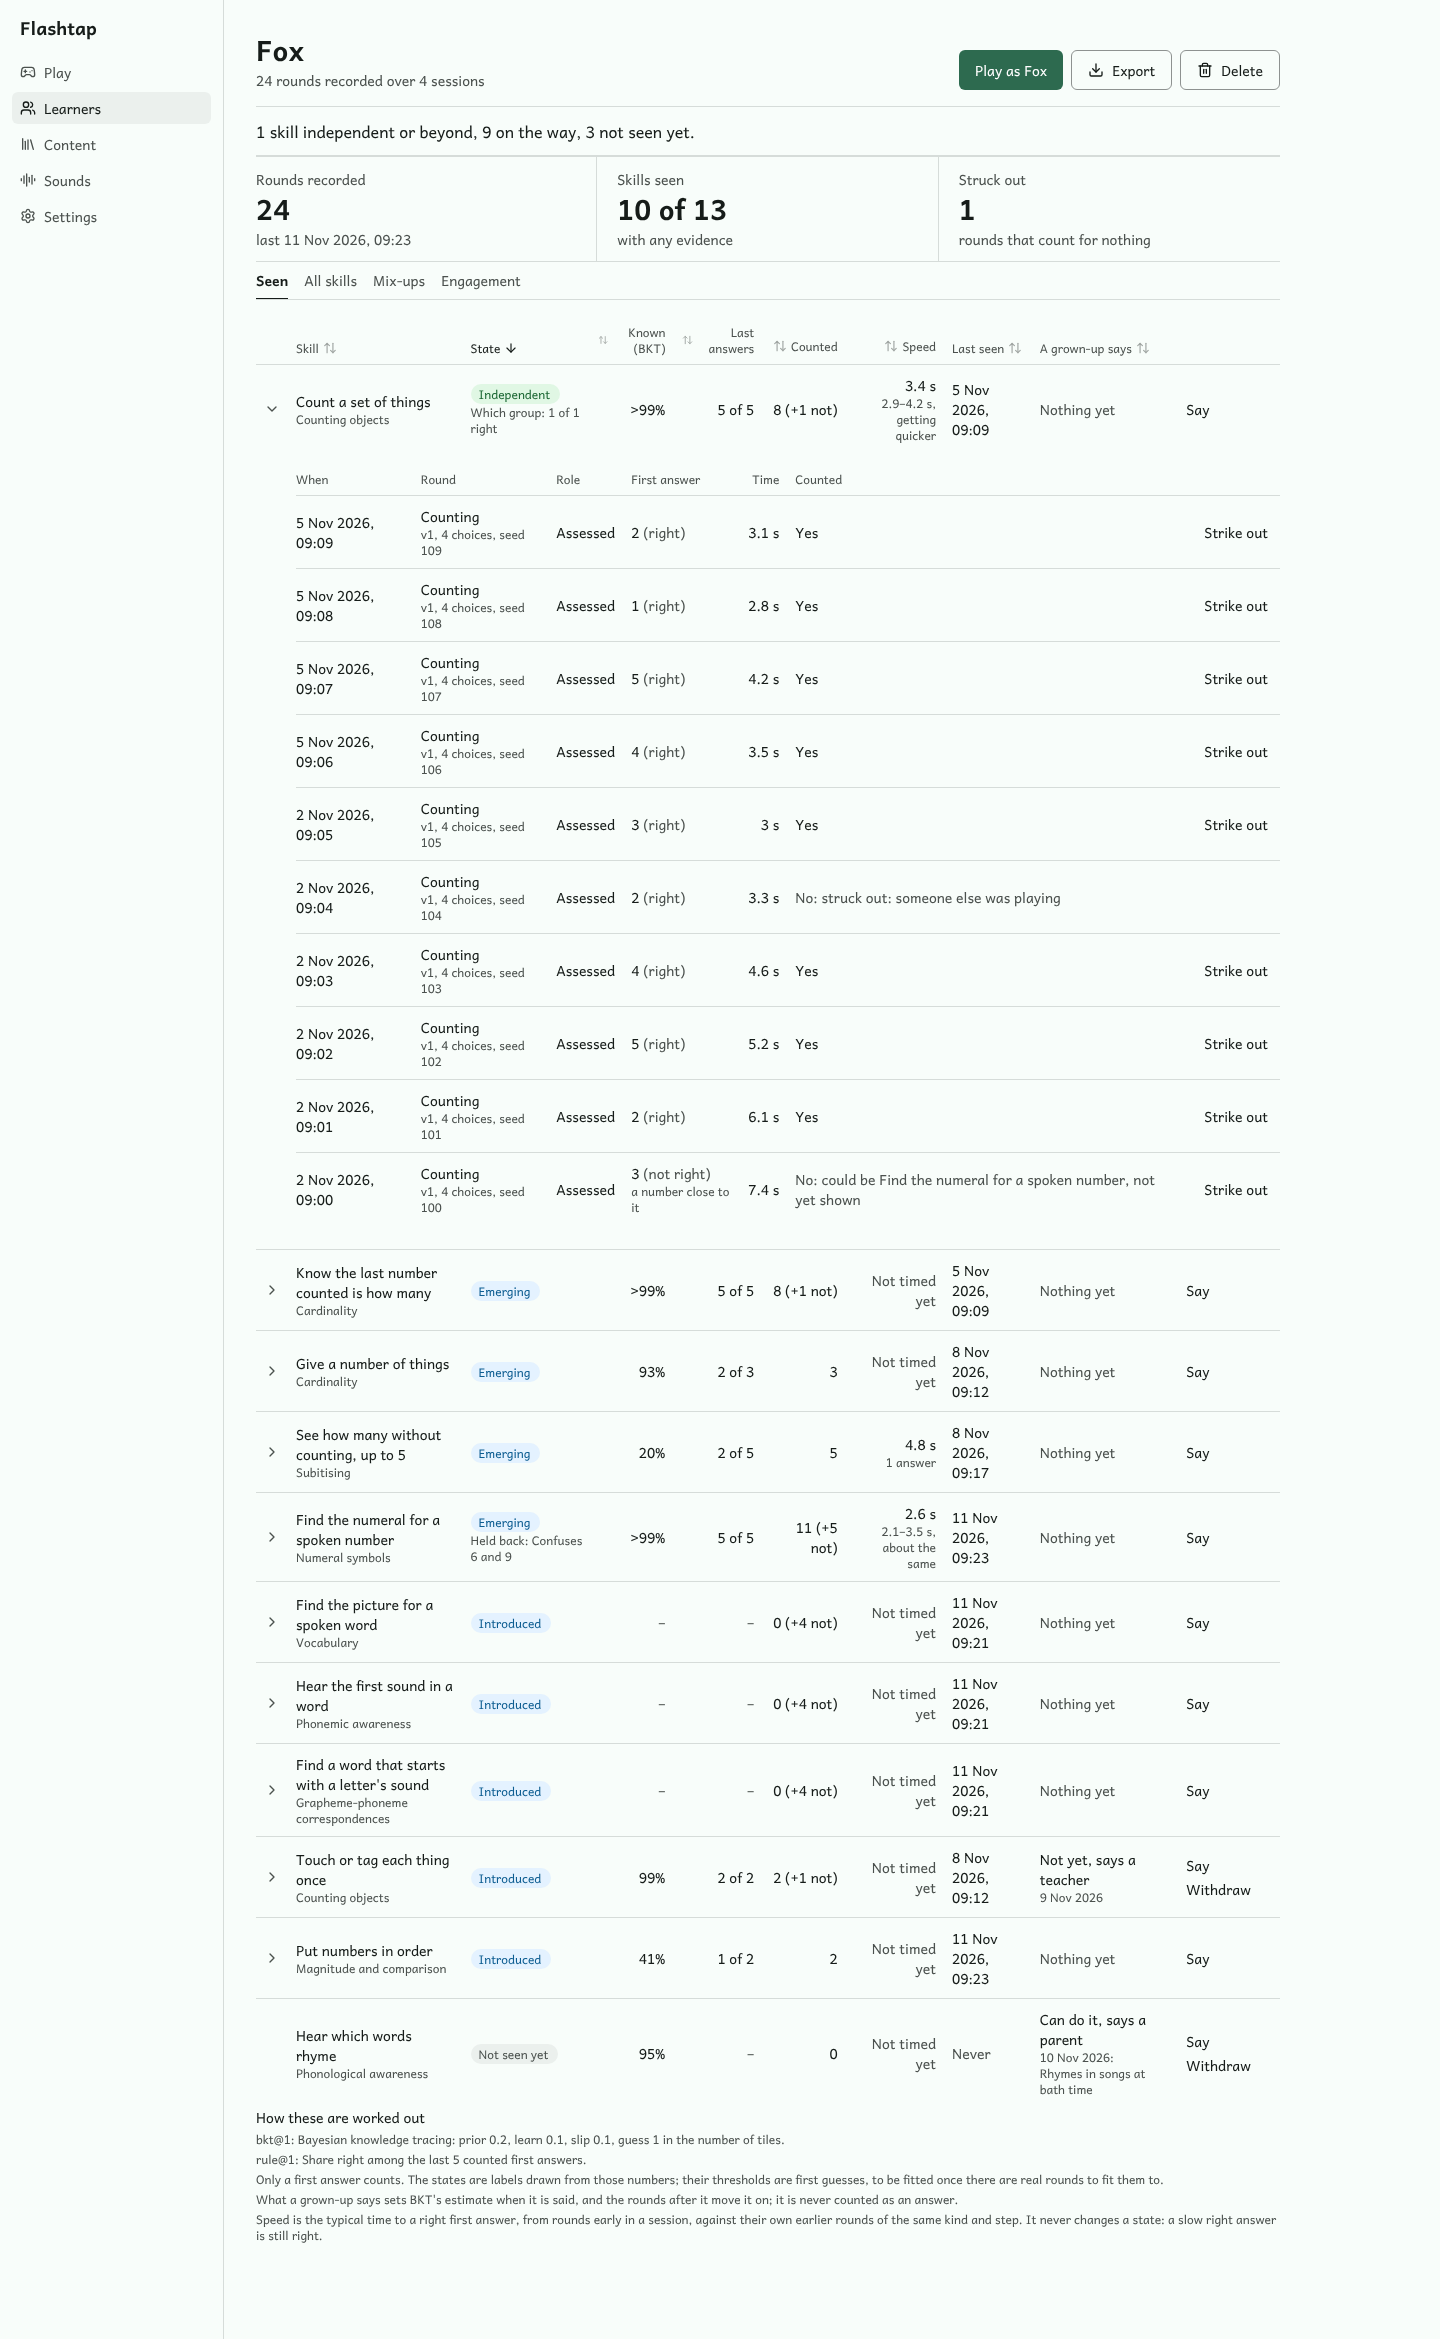 Flashtap
Play
Learners
Content
Sounds
Settings
Fox
24 rounds recorded over 4 sessions
Play as Fox
Export
Delete
1 skill independent or beyond, 9 on the way, 3 not seen yet.
Rounds recorded
24
last 11 Nov 2026, 09:23
Skills seen
10 of 13
with any evidence
Struck out
1
rounds that count for nothing
Seen
All skills
Mix-ups
Engagement
Skill
State
Known
(BKT)
Last
answers
Counted
Speed
Last seen
A grown-up says
Count a set of things
Counting objects
Independent
Which group: 1 of 1
right
>99%
5 of 5
8 (+1 not)
3.4 s
2.9–4.2 s,
getting
quicker
5 Nov
2026,
09:09
Nothing yet
Say
When
Round
Role
First answer
Time
Counted
5 Nov 2026,
09:09
Counting
v1, 4 choices, seed
109
Assessed
2 (right)
3.1 s
Yes
Strike out
5 Nov 2026,
09:08
Counting
v1, 4 choices, seed
108
Assessed
1 (right)
2.8 s
Yes
Strike out
5 Nov 2026,
09:07
Counting
v1, 4 choices, seed
107
Assessed
5 (right)
4.2 s
Yes
Strike out
5 Nov 2026,
09:06
Counting
v1, 4 choices, seed
106
Assessed
4 (right)
3.5 s
Yes
Strike out
2 Nov 2026,
09:05
Counting
v1, 4 choices, seed
105
Assessed
3 (right)
3 s
Yes
Strike out
2 Nov 2026,
09:04
Counting
v1, 4 choices, seed
104
Assessed
2 (right)
3.3 s
No: struck out: someone else was playing
2 Nov 2026,
09:03
Counting
v1, 4 choices, seed
103
Assessed
4 (right)
4.6 s
Yes
Strike out
2 Nov 2026,
09:02
Counting
v1, 4 choices, seed
102
Assessed
5 (right)
5.2 s
Yes
Strike out
2 Nov 2026,
09:01
Counting
v1, 4 choices, seed
101
Assessed
2 (right)
6.1 s
Yes
Strike out
2 Nov 2026,
09:00
Counting
v1, 4 choices, seed
100
Assessed
3 (not right)
a number close to
it
7.4 s
No: could be Find the numeral for a spoken number, not
yet shown
Strike out
Know the last number
counted is how many
Cardinality
Emerging
>99%
5 of 5
8 (+1 not)
Not timed
yet
5 Nov
2026,
09:09
Nothing yet
Say
Give a number of things
Cardinality
Emerging
93%
2 of 3
3
Not timed
yet
8 Nov
2026,
09:12
Nothing yet
Say
See how many without
counting, up to 5
Subitising
Emerging
20%
2 of 5
5
4.8 s
1 answer
8 Nov
2026,
09:17
Nothing yet
Say
Find the numeral for a
spoken number
Numeral symbols
Emerging
Held back: Confuses
6 and 9
>99%
5 of 5
11 (+5
not)
2.6 s
2.1–3.5 s,
about the
same
11 Nov
2026,
09:23
Nothing yet
Say
Find the picture for a
spoken word
Vocabulary
Introduced
–
–
0 (+4 not)
Not timed
yet
11 Nov
2026,
09:21
Nothing yet
Say
Hear the first sound in a
word
Phonemic awareness
Introduced
–
–
0 (+4 not)
Not timed
yet
11 Nov
2026,
09:21
Nothing yet
Say
Find a word that starts
with a letter's sound
Grapheme-phoneme
correspondences
Introduced
–
–
0 (+4 not)
Not timed
yet
11 Nov
2026,
09:21
Nothing yet
Say
Touch or tag each thing
once
Counting objects
Introduced
99%
2 of 2
2 (+1 not)
Not timed
yet
8 Nov
2026,
09:12
Not yet, says a
teacher
9 Nov 2026
Say
Withdraw
Put numbers in order
Magnitude and comparison
Introduced
41%
1 of 2
2
Not timed
yet
11 Nov
2026,
09:23
Nothing yet
Say
Hear which words
rhyme
Phonological awareness
Not seen yet
95%
–
0
Not timed
yet
Never
Can do it, says a
parent
10 Nov 2026:
Rhymes in songs at
bath time
Say
Withdraw
How these are worked out
bkt@1: Bayesian knowledge tracing: prior 0.2, learn 0.1, slip 0.1, guess 1 in the number of tiles.
rule@1: Share right among the last 5 counted first answers.
Only a first answer counts. The states are labels drawn from those numbers; their thresholds are first guesses, to be fitted once there are real rounds to fit them to.
What a grown-up says sets BKT's estimate when it is said, and the rounds after it move it on; it is never counted as an answer.
Speed is the typical time to a right first answer, from rounds early in a session, against their own earlier rounds of the same kind and step. It never changes a state: a slow right answer
is still right.